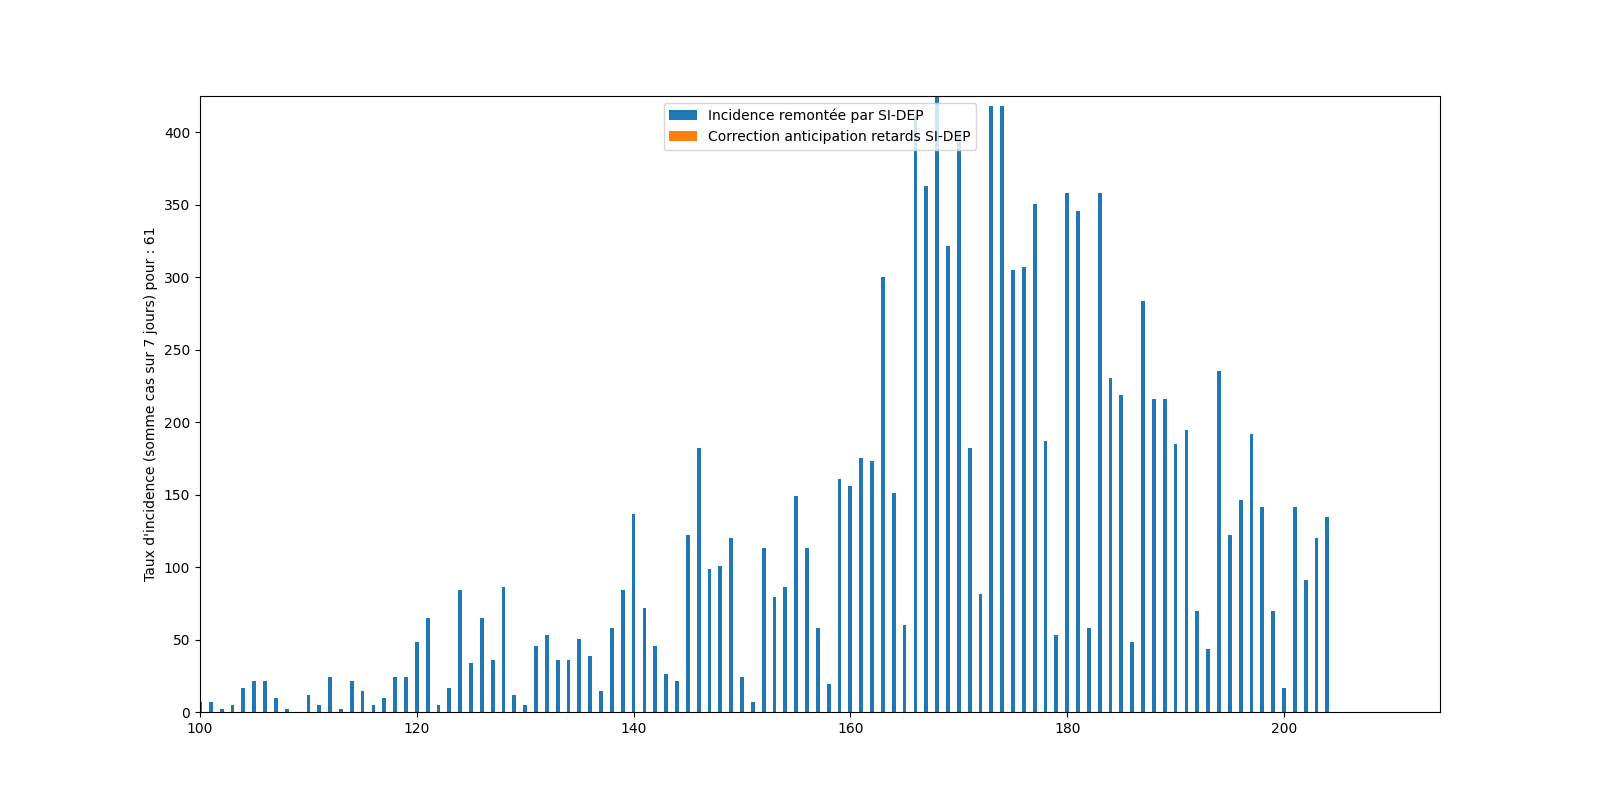 Incidence remontée par SI-DEP
Correction anticipation retards SI-DEP
Taux d'incidence (somme cas sur 7 jours) pour : 61
400
350
300
250
200
150
100
50
0
100 120 140 160 180 200